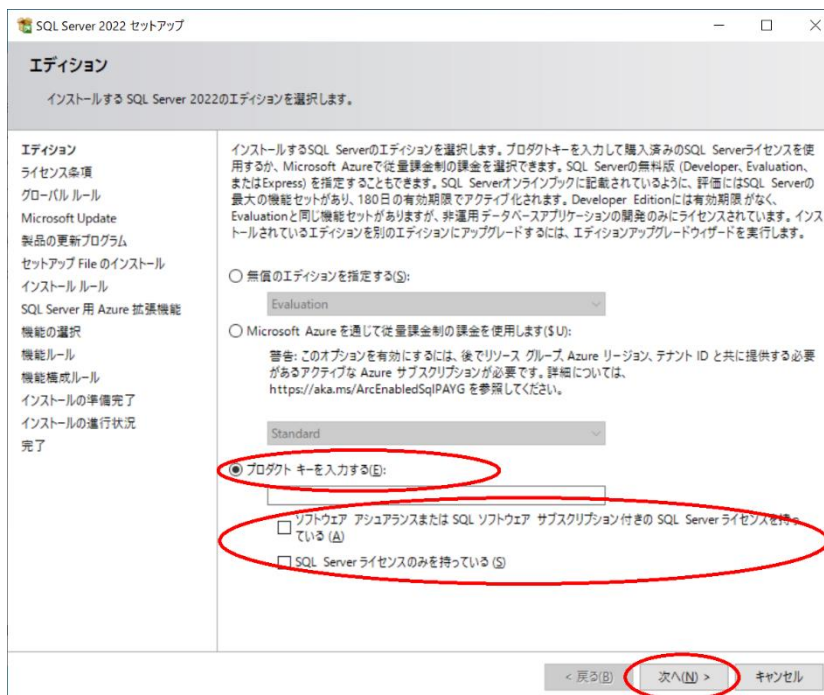 SQL Server 2022 セットアップ
エディション
インストールする SQL Server 2022のエディションを選択します。
エディション
ライセンス条項
グローバル ルール
Microsoft Update
製品の更新プログラム
セットアップ File のインストール
インストール ルール
SQL Server 用 Azure 拡張機能
機能の選択
機能ルール
機能構成ルール
インストールの準備完了
インストールの進行状況
完了
インストールするSQL Serverのエディションを選択します。プロダクトキーを入力して購入済みのSQL Serverライセンスを使
用するか、Microsoft Azureで従量課金制の課金を選択できます。SQL Serverの無料版 (Developer、Evaluation、
またはExpress) を指定することもできます。SQL Serverオンラインブックに記載されているように、評価にはSQL Serverの
最大の機能セットがあり、180日の有効期限でアクティブ化されます。Developer Editionには有効期限がなく、
Evaluationと同じ機能セットがありますが、非運用データベースアプリケーションの開発のみにライセンスされています。インス
トールされているエディションを別のエディションにアップグレードするには、エディションアップグレードウィザードを実行します。
無償のエディションを指定する(S):
Evaluation
Microsoft Azure を通じて従量課金制の課金を使用します($U):
警告: このオプションを有効にするには、後でリソース グループ、Azure リージョン、テナント ID と共に提供する必要
があるアクティブな Azure サブスクリプションが必要です。詳細については、
https://aka.ms/ArcEnabledSqlPAYG を参照してください。
Standard
プロダクト キーを入力する(E):
ソフトウェア アシュアランスまたは SQL ソフトウェア サブスクリプション付きの SQL Server ライセンスを持っ
ている (A)
SQL Server ライセンスのみを持っている (S)
< 戻る(B)
次へ(N) >
キャンセル